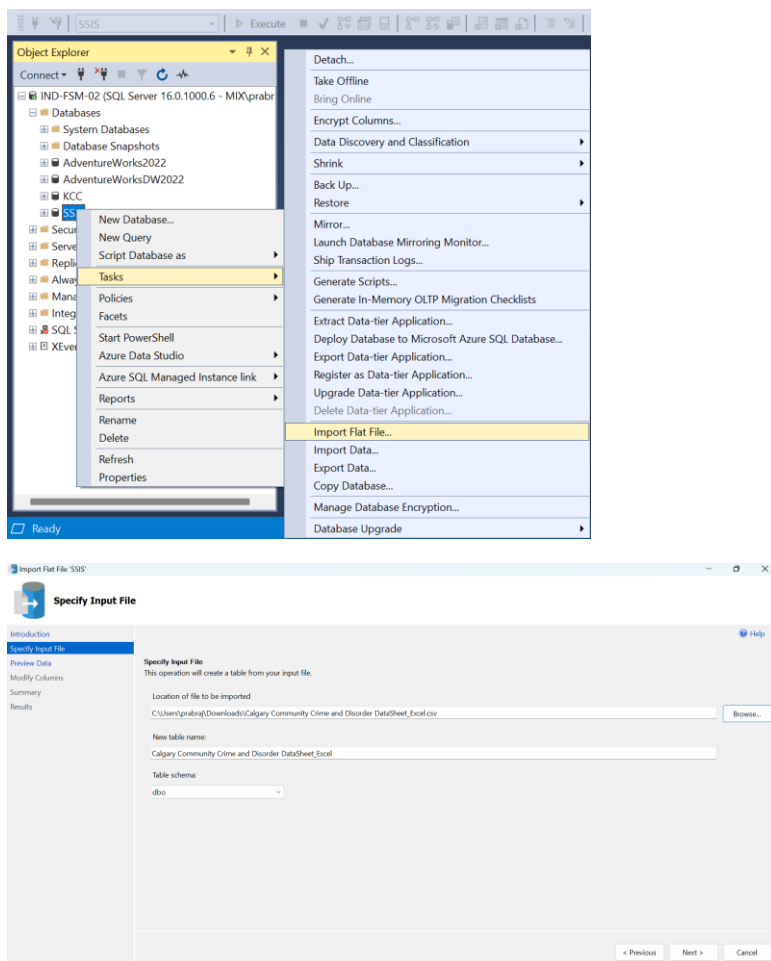 SSIS
Execute
Object Explorer
Connect
IND-FSM-02 (SQL Server 16.0.1000.6 - MIX\prabr
Databases
System Databases
Database Snapshots
AdventureWorks2022
AdventureWorksDW2022
KCC
SS
Secur
Serve
Repli
Alway
Mana
Integ
SQL S
XEver
New Database...
New Query
Script Database as
Tasks
Policies
Facets
Start PowerShell
Azure Data Studio
Azure SQL Managed Instance link
Reports
Rename
Delete
Refresh
Properties
Detach...
Take Offline
Bring Online
Encrypt Columns...
Data Discovery and Classification
Shrink
Back Up...
Restore
Mirror...
Launch Database Mirroring Monitor...
Ship Transaction Logs...
Generate Scripts...
Generate In-Memory OLTP Migration Checklists
Extract Data-tier Application...
Deploy Database to Microsoft Azure SQL Database...
Export Data-tier Application...
Register as Data-tier Application...
Upgrade Data-tier Application...
Delete Data-tier Application...
Import Flat File...
Import Data...
Export Data...
Copy Database...
Manage Database Encryption...
Database Upgrade
Ready
Import Flat File 'SSIS'
Specify Input File
Help
Introduction
Specify Input File
Preview Data
Modify Columns
Summary
Results
Specify Input File
This operation will create a table from your input file.
Location of file to be imported
C:\Users\prabraj\Downloads\Calgary Community Crime and Disorder DataSheet_Excel.csv
Browse...
New table name:
Calgary Community Crime and Disorder DataSheet_Excel
Table schema:
dbo
< Previous
Next >
Cancel